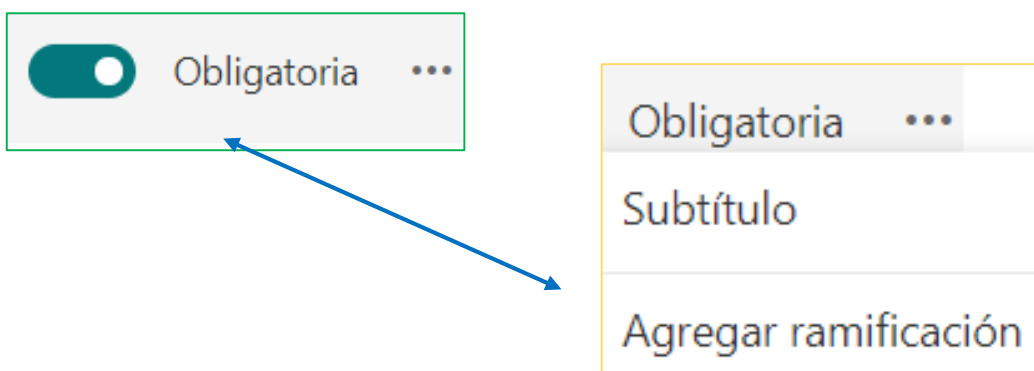 Obligatoria ...
Obligatoria ...
Subtítulo
Agregar ramificación